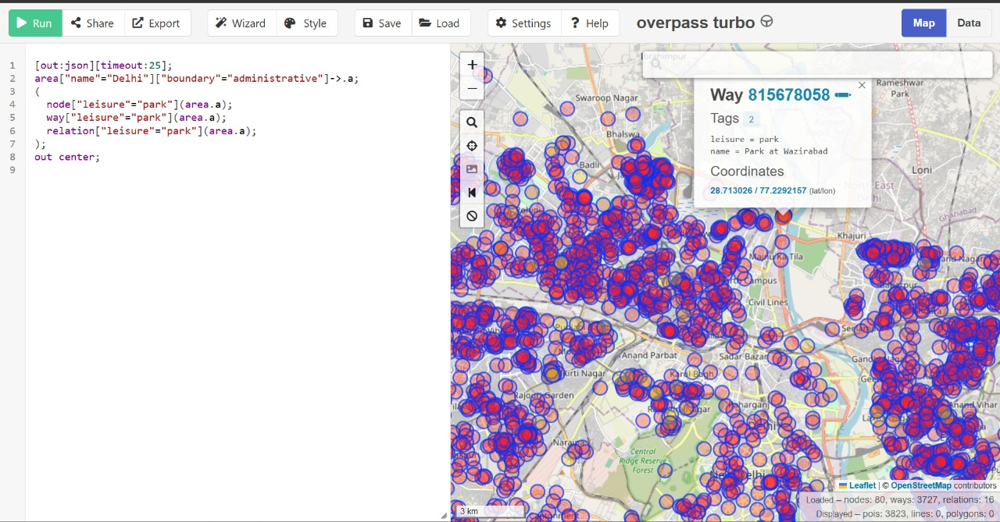 Run Share Export Wizard Style Save Load Settings Help overpass turbo Map Data
1 [out:json][timeout:25];
2 area["name"="Delhi"]["boundary"="administrative"]->.a;
3 (
4 node["leisure"="park"](area.a);
5 way["leisure"="park"](area.a);
6 relation["leisure"="park"](area.a);
7 );
8 out center;
9
+
−
Ibrahimpur
Way 815678058
×
Tags 2
leisure = park
name = Park at Wazirabad
Coordinates
28.713026 / 77.2292157 (lat/lon)
Rameshwar
Park
Swaroop Nagar
Bhalswa
Badli
Loni
North East
Delhi
Ghaziabad
Rohini
Khajuri
Majnu Ka Tila
Civil Lines
Anand Parbat
Sadar Bazar
Kirti Nagar
Karol Bagh
Rajouri Garden
Paharganj
Anand Vihar
Naraina
Central
Ridge Reserve
Forest
New Delhi
Leaflet | © OpenStreetMap contributors
Loaded – nodes: 80, ways: 3727, relations: 16
Displayed – pois: 3823, lines: 0, polygons: 0
3 km